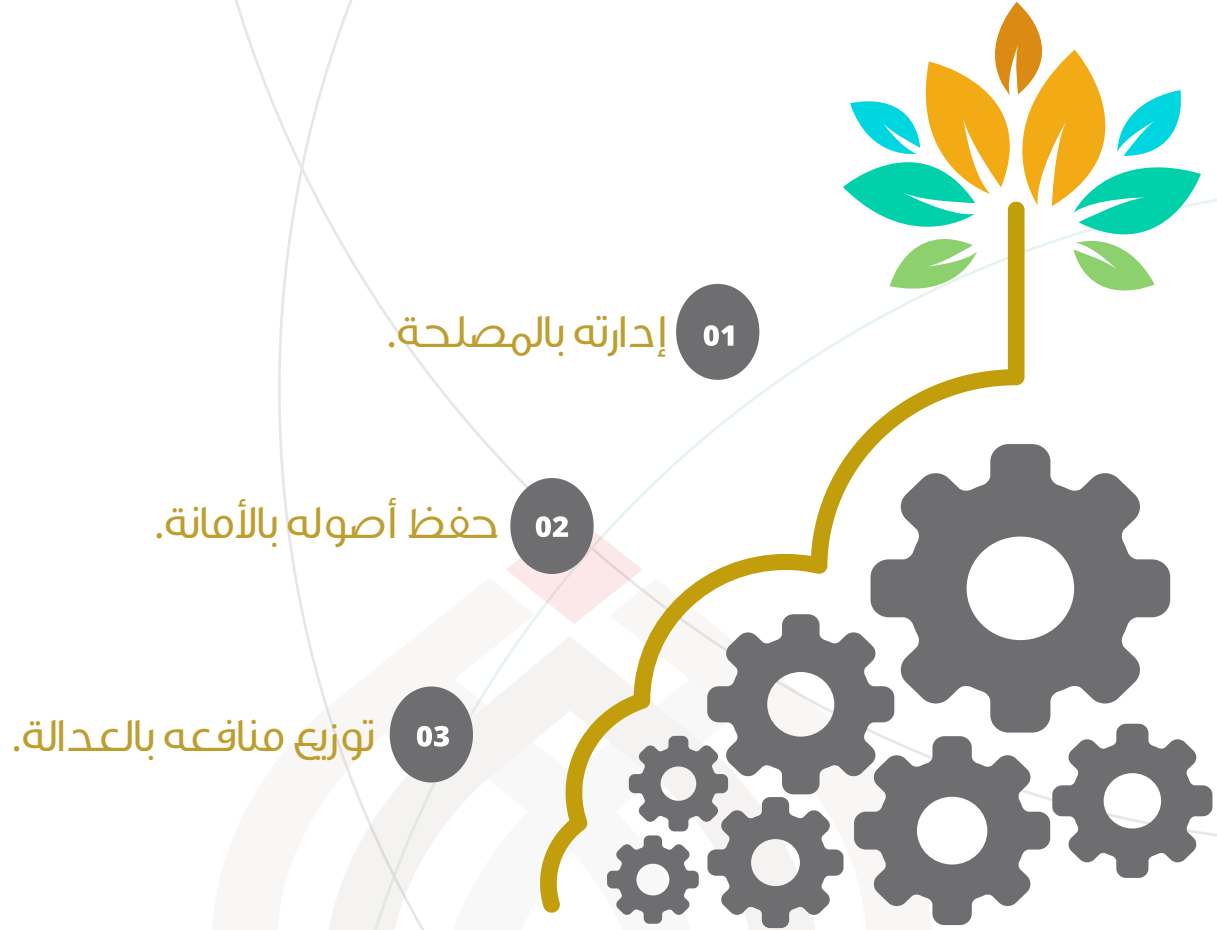 01 إدارته بالمصلحة.
02 حفظ أصوله بالأمانة.
03 توزيع منافعه بالعدالة.